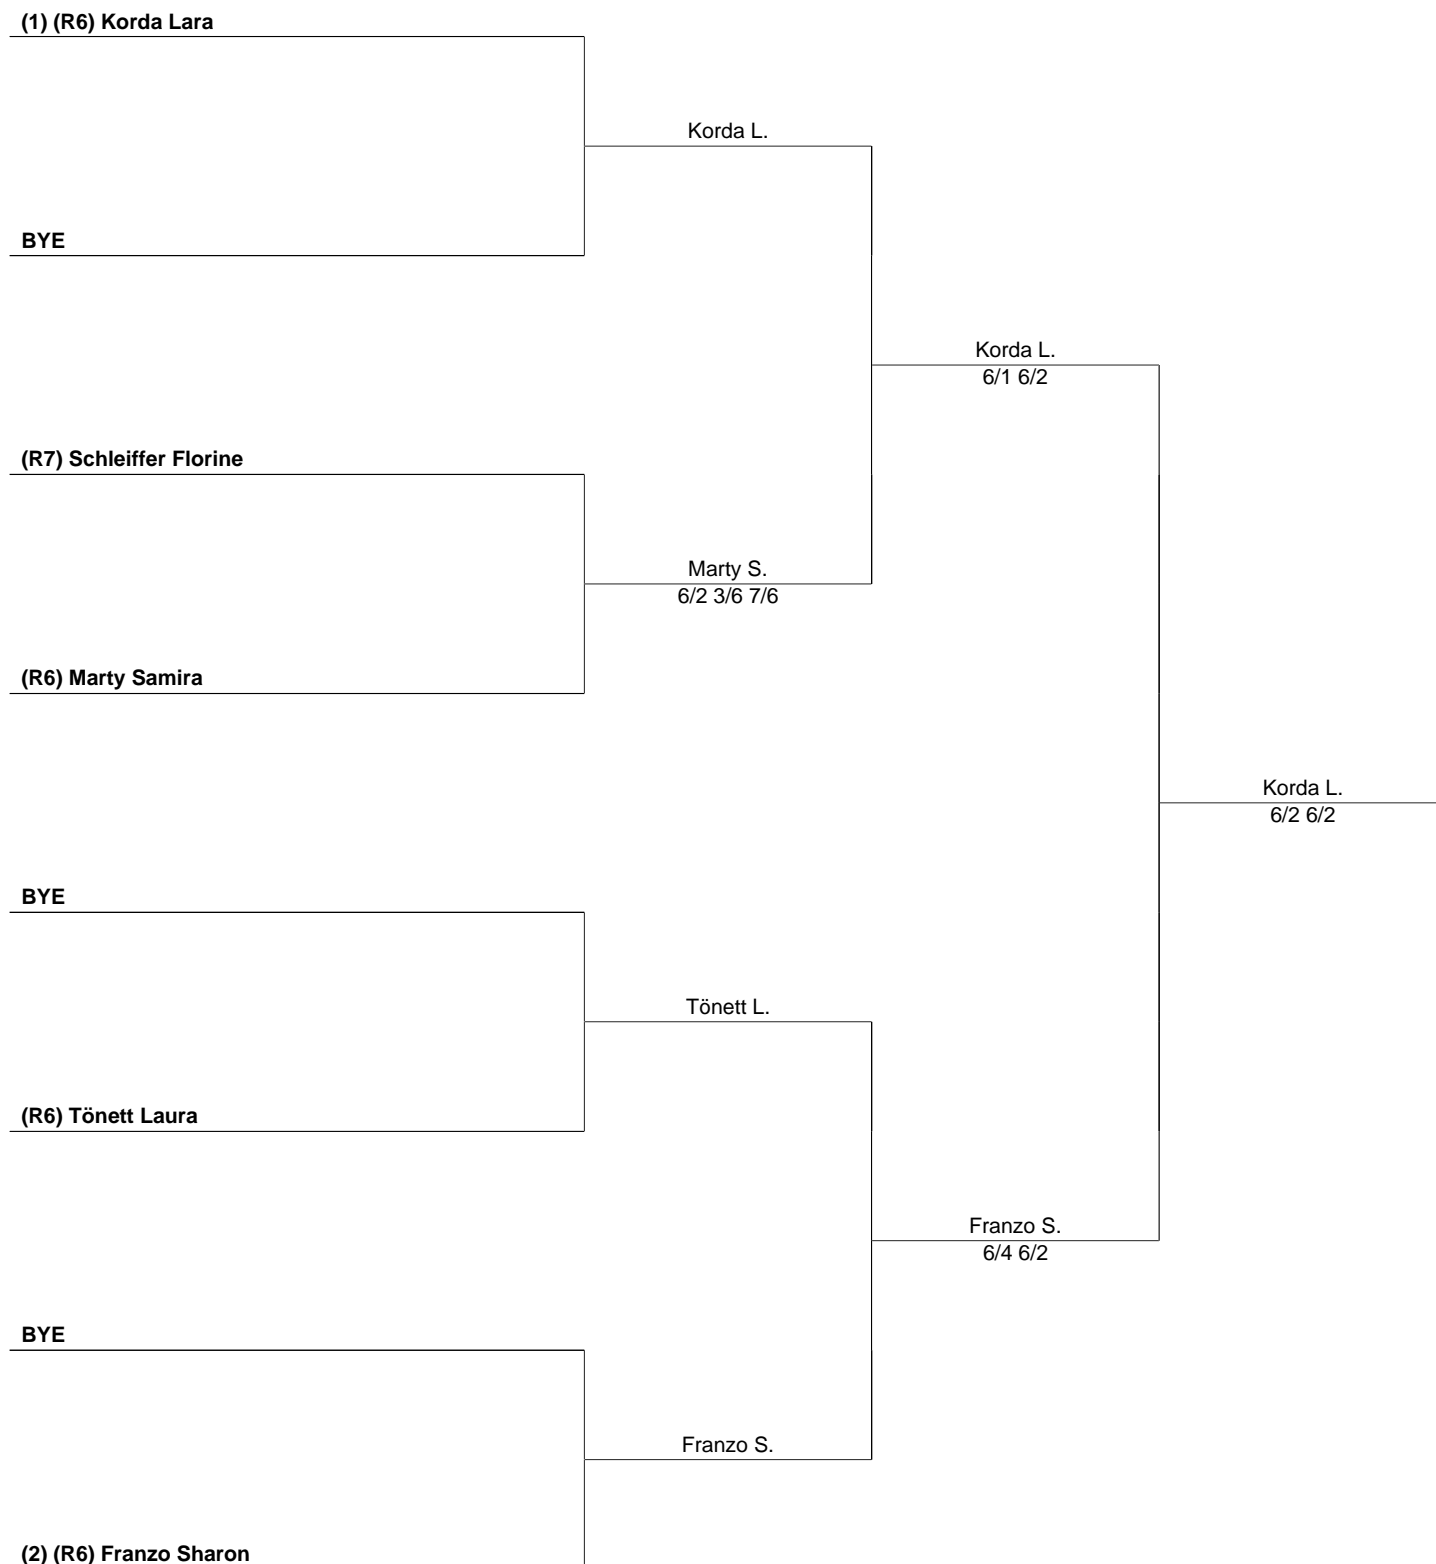 (1) (R6) Korda Lara
Korda L.
BYE
Korda L.
6/1 6/2
(R7) Schleiffer Florine
Marty S.
6/2 3/6 7/6
(R6) Marty Samira
Korda L.
6/2 6/2
BYE
Tönett L.
(R6) Tönett Laura
Franzo S.
6/4 6/2
BYE
Franzo S.
(2) (R6) Franzo Sharon